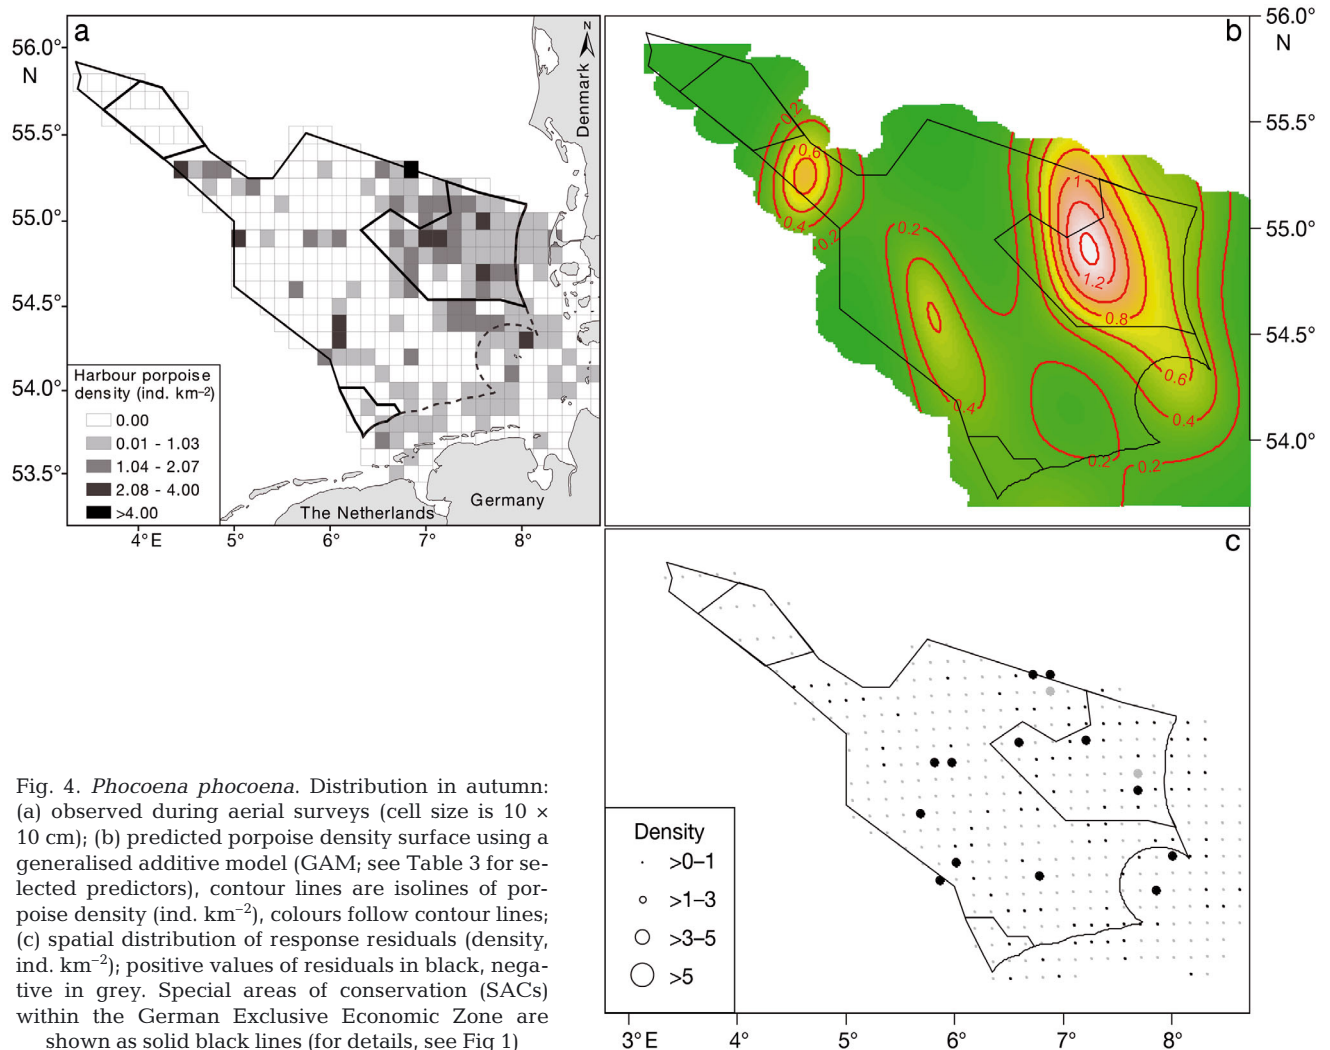 a
N
Denmark
56.0°
N
55.5°
55.0°
54.5°
54.0°
53.5°
Harbour porpoise
density (ind. km–2)
0.00
0.01 - 1.03
1.04 - 2.07
2.08 - 4.00
>4.00
The Netherlands
Germany
4° E
5°
6°
7°
8°
b
56.0°
N
55.5°
55.0°
54.5°
54.0°
0.2
0.6
0.4
0.2
0.2
0.4
1
1.2
0.8
0.6
0.4
0.2
0.2
c
Density
>0–1
>1–3
>3–5
>5
3° E
4°
5°
6°
7°
8°
Fig. 4. Phocoena phocoena. Distribution in autumn:
(a) observed during aerial surveys (cell size is 10 ×
10 cm); (b) predicted porpoise density surface using a
generalised additive model (GAM; see Table 3 for se-
lected predictors), contour lines are isolines of por-
poise density (ind. km−2), colours follow contour lines;
(c) spatial distribution of response residuals (density,
ind. km−2); positive values of residuals in black, nega-
tive in grey. Special areas of conservation (SACs)
within the German Exclusive Economic Zone are
shown as solid black lines (for details, see Fig 1)